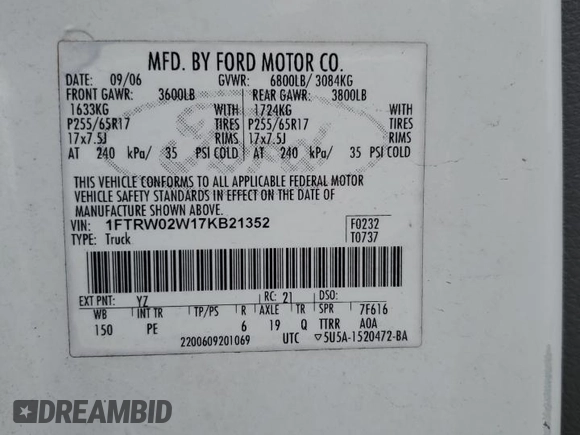 MFD. BY FORD MOTOR CO.
DATE: 09/06 GVWR: 6800LB/ 3084KG
FRONT GAWR: 3600LB REAR GAWR: 3800LB
1633KG WITH 1724KG WITH
P255/65R17 TIRES P255/65R17 TIRES
17x7.5J RIMS 17x7.5J RIMS
AT 240 kPa/ 35 PSI COLD AT 240 kPa/ 35 PSI COLD
THIS VEHICLE CONFORMS TO ALL APPLICABLE FEDERAL MOTOR
VEHICLE SAFETY STANDARDS IN EFFECT ON THE DATE OF
MANUFACTURE SHOWN ABOVE.
VIN: 1FTRW02W17KB21352 F0232
TYPE: Truck T0737
EXT PNT: YZ RC: 21 DSO:
WB INT TR TP/PS R AXLE TR SPR 7F616
150 PE 6 19 Q TTRR A0A
2200609201069 UTC ▽5U5A-1520472-BA
DREAMBID